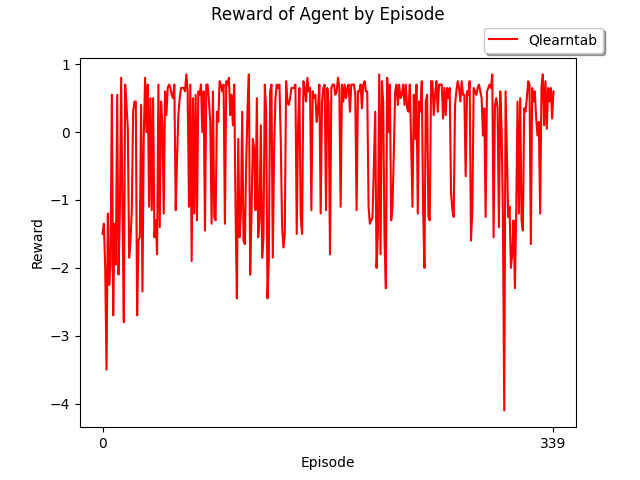 Reward of Agent by Episode
Qlearntab
1
0
−1
−2
−3
−4
Reward
0
339
Episode